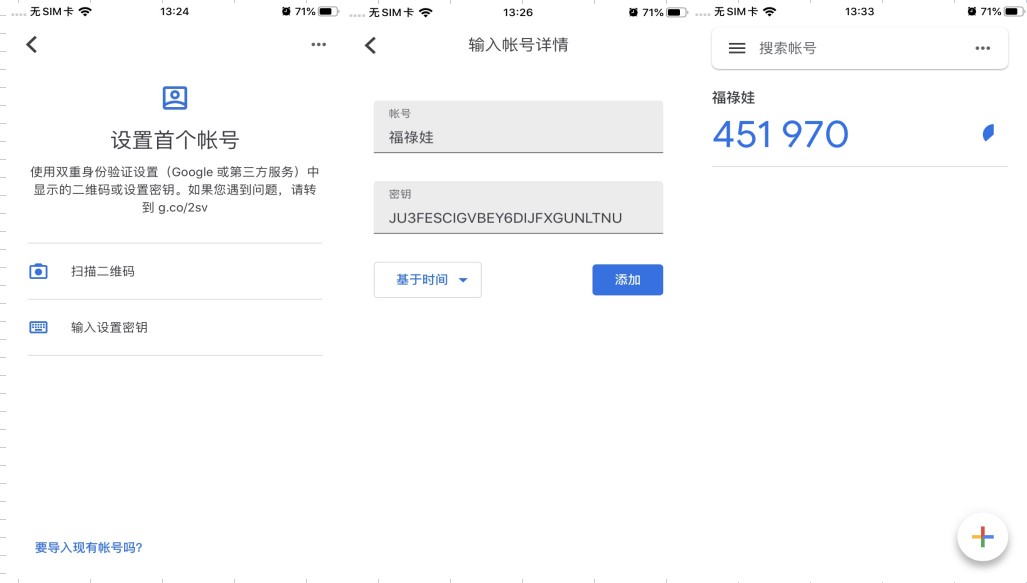 无SIM卡 13:24 71%
设置首个帐号
使用双重身份验证设置（Google 或第三方服务）中
显示的二维码或设置密钥。如果您遇到问题，请转
到 g.co/2sv
扫描二维码
输入设置密钥
要导入现有帐号吗?
无SIM卡 13:26 71%
输入帐号详情
帐号
福禄娃
密钥
JU3FESCIGVBEY6DIJFXGUNLTNU
基于时间
添加
无SIM卡 13:33 71%
搜索帐号
福禄娃
451 970